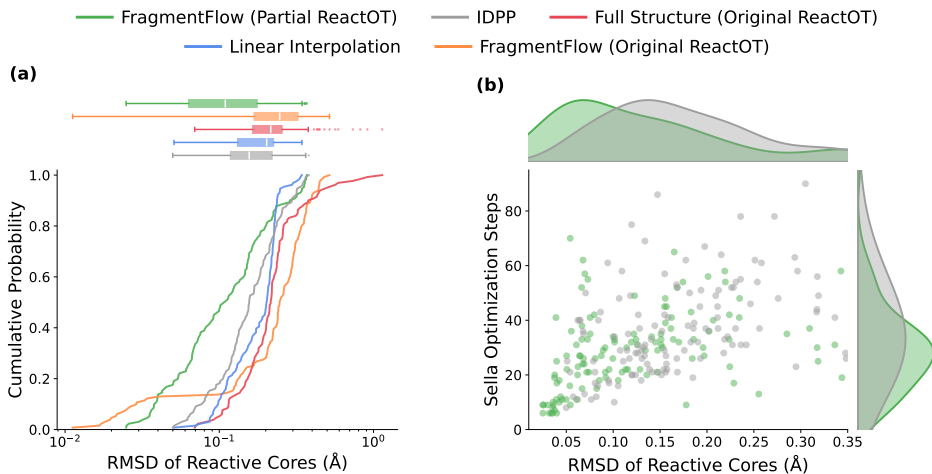 FragmentFlow (Partial ReactOT) IDPP Full Structure (Original ReactOT)
Linear Interpolation FragmentFlow (Original ReactOT)
(a)
1.0
0.8
0.6
0.4
0.2
0.0
Cumulative Probability
10⁻² 10⁻¹ 10⁰
RMSD of Reactive Cores (Å)
(b)
80
60
40
20
0
Sella Optimization Steps
0.05 0.10 0.15 0.20 0.25 0.30 0.35
RMSD of Reactive Cores (Å)